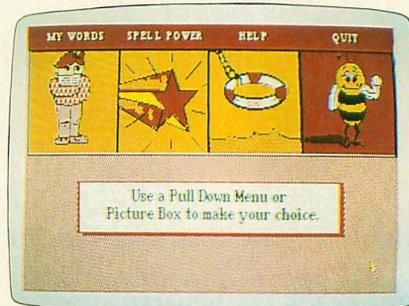 MY WORDS SPELL POWER HELP QUIT
Use a Pull Down Menu or
Picture Box to make your choice.